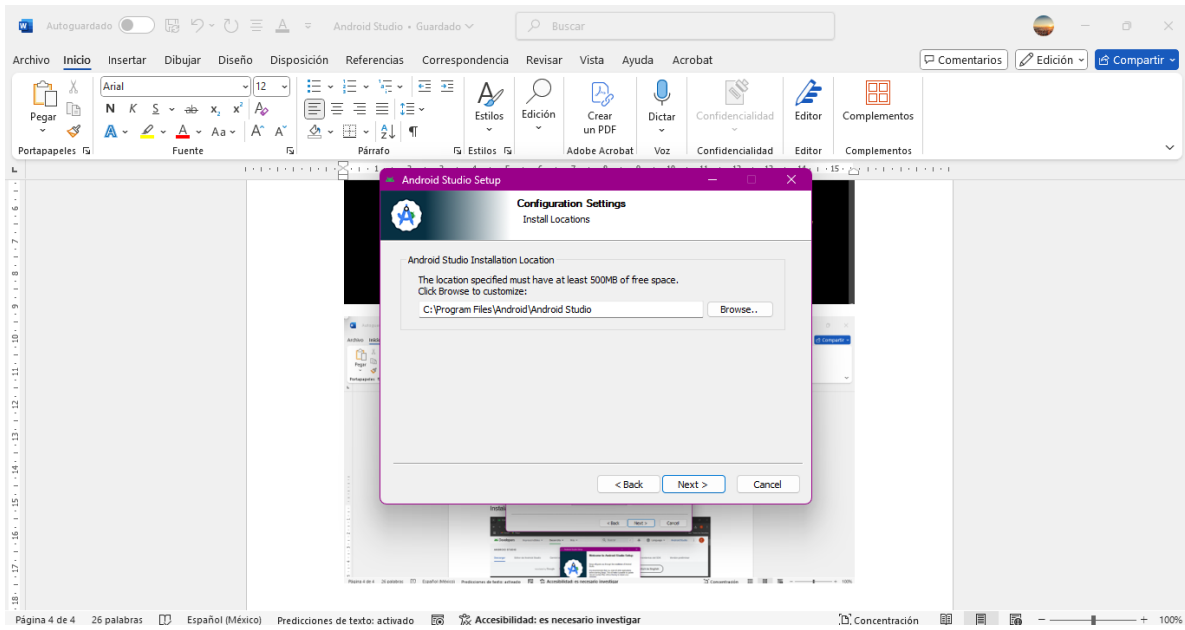 Autoguardado
Android Studio • Guardado
Buscar
Archivo Inicio Insertar Dibujar Diseño Disposición Referencias Correspondencia Revisar Vista Ayuda Acrobat Comentarios Edición Compartir
Pegar
Portapapeles
Arial 12
N K S ab x, x²
A A Aa A A
Fuente
Párrafo
Estilos
Estilos
Edición
Crear un PDF
Adobe Acrobat
Dictar
Voz
Confidencialidad
Confidencialidad
Editor
Editor
Complementos
Complementos
Android Studio Setup
Configuration Settings
Install Locations
Android Studio Installation Location
The location specified must have at least 500MB of free space.
Click Browse to customize:
C:\Program Files\Android\Android Studio Browse..
< Back Next > Cancel
Página 4 de 4 26 palabras Español (México) Predicciones de texto: activado Accesibilidad: es necesario investigar Concentración 100%